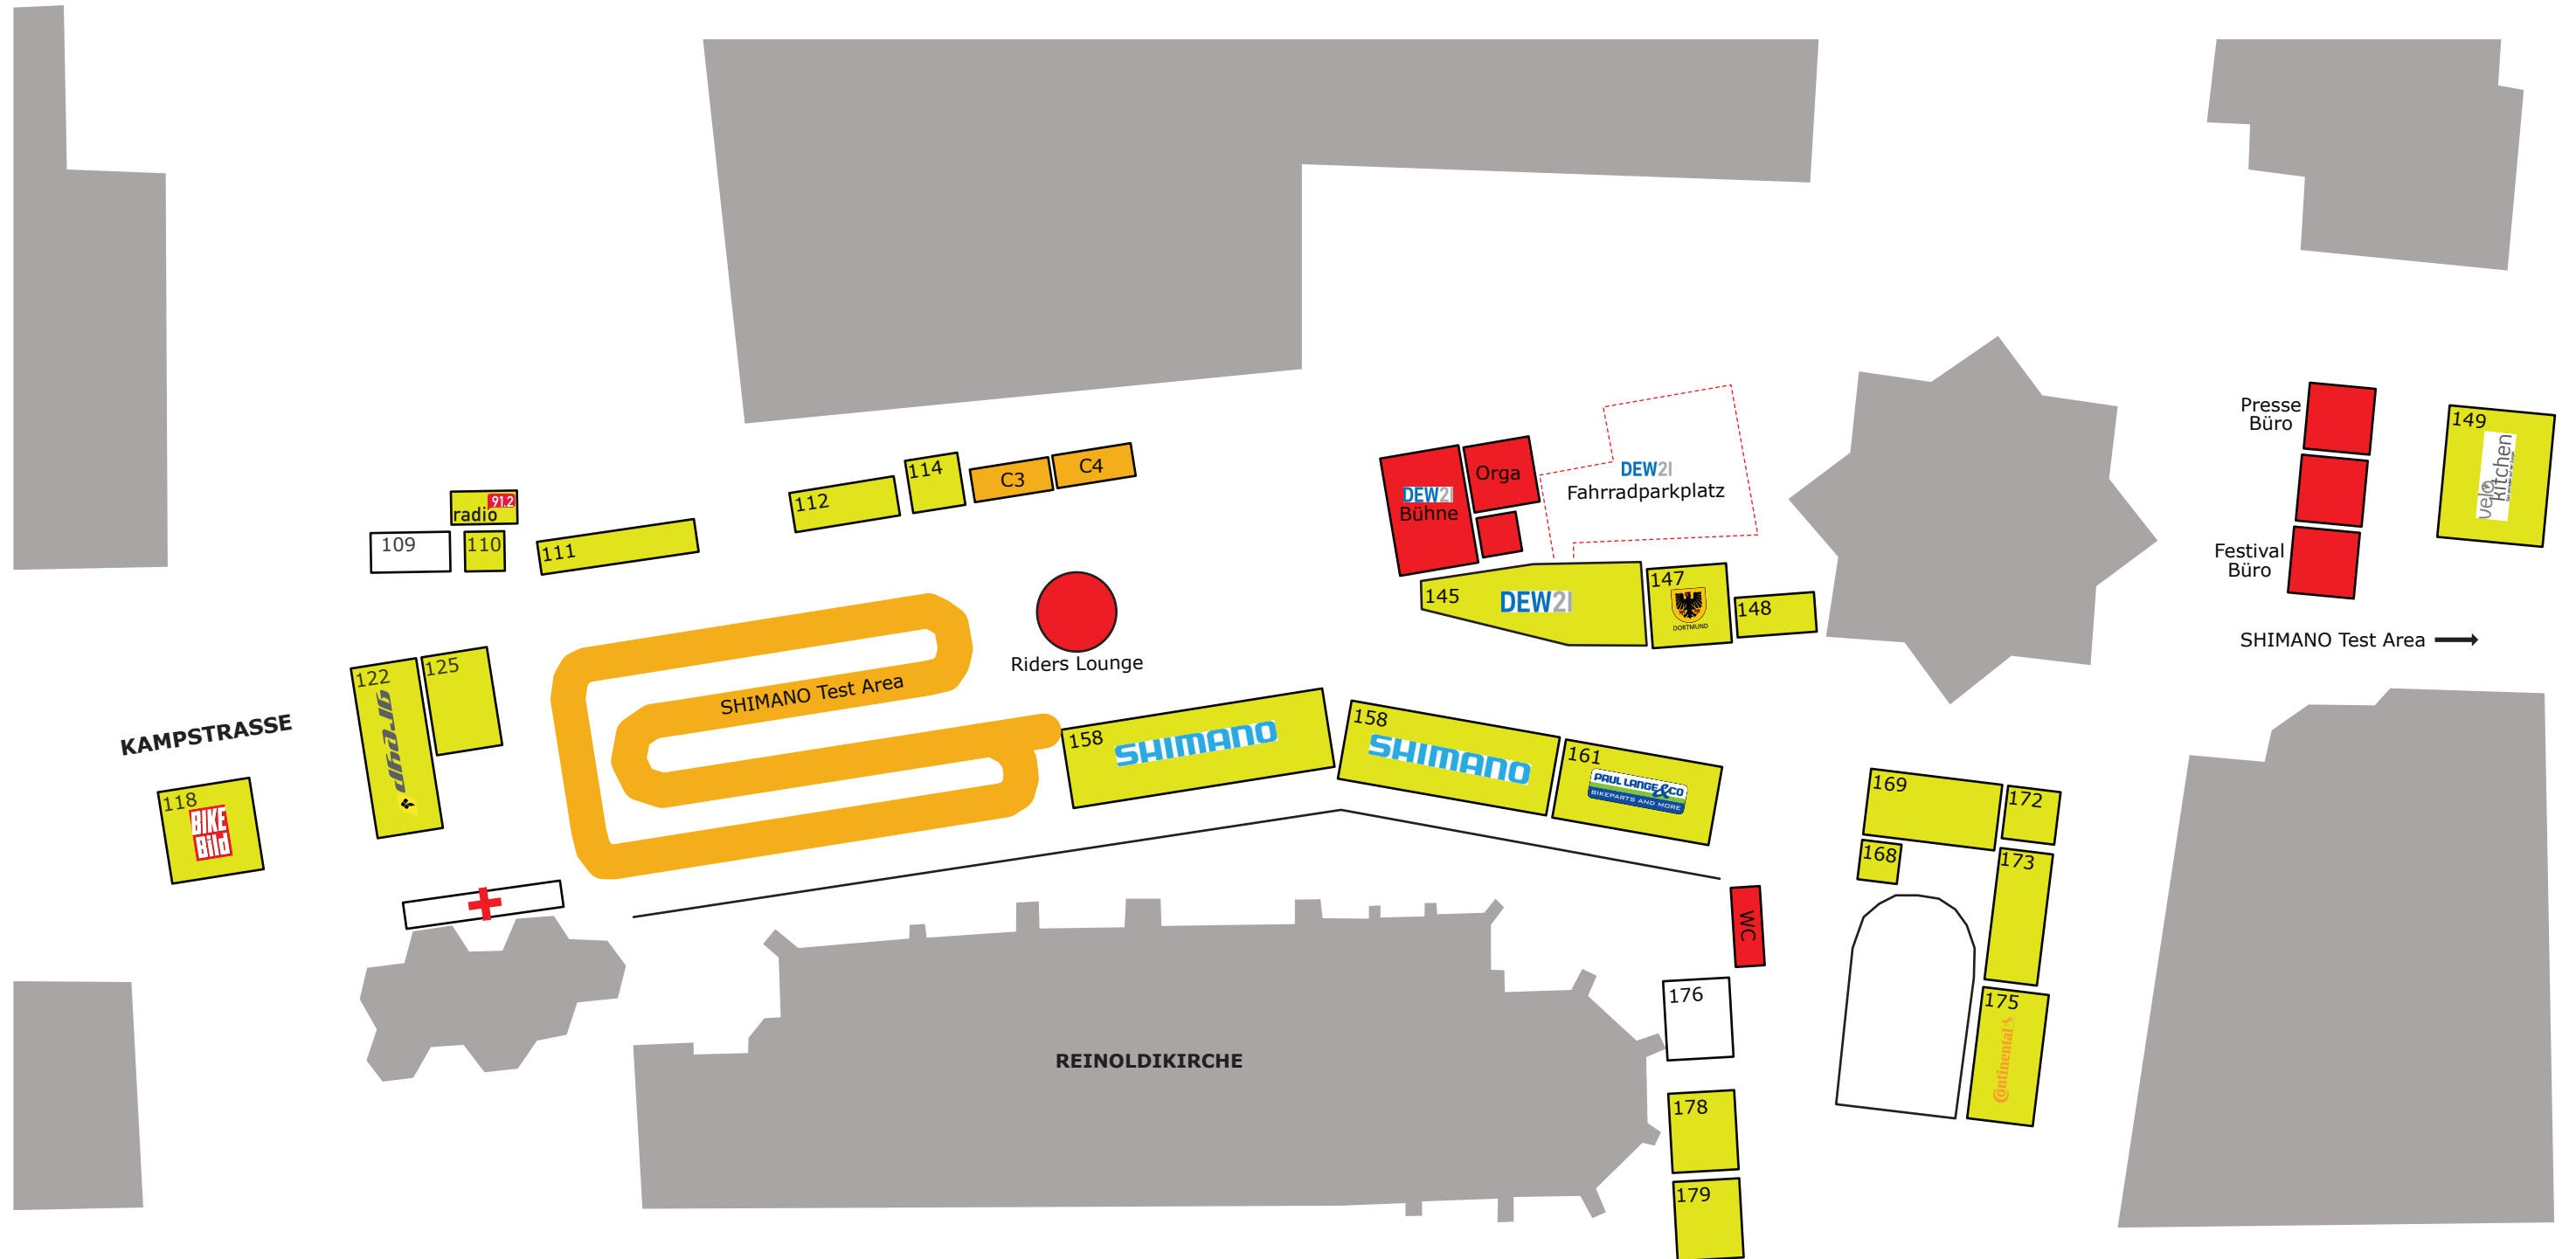 Presse
Büro
149
velo
kitchen
114
C3
C4
DEW21
Bühne
Orga
DEW21
Fahrradparkplatz
112
91.2
radio
109
110
111
Festival
Büro
145
DEW21
147
DORTMUND
148
SHIMANO Test Area
Riders Lounge
122
125
SHIMANO Test Area
KAMPSTRASSE
158
SHIMANO
158
SHIMANO
161
PAUL LANGE & CO
BIKEPARTS AND MORE
118
BIKE
Bild
169
172
168
173
WC
176
175
Continental
REINOLDIKIRCHE
178
179